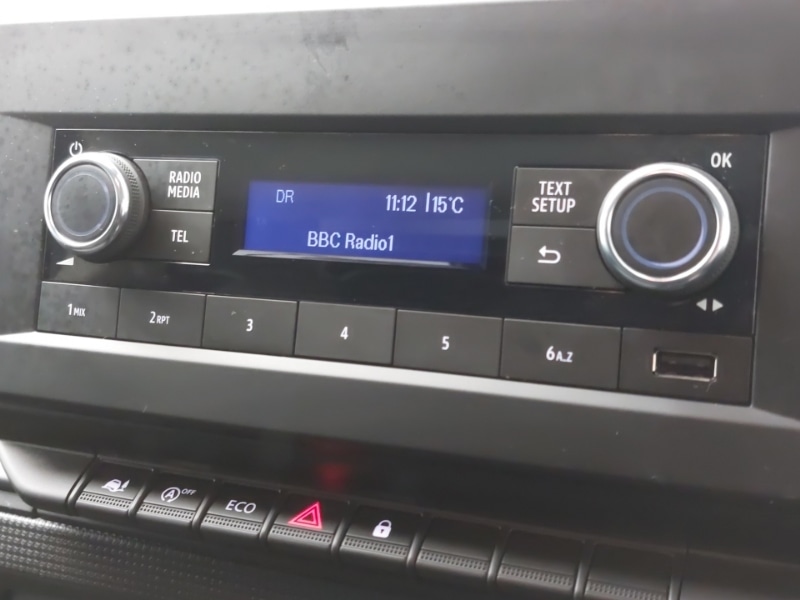 RADIO
MEDIA
TEL
DR 11:12 15°C
BBC Radio1
TEXT
SETUP
OK
1MIX
2RPT
3
4
5
6A..Z
OFF
ECO